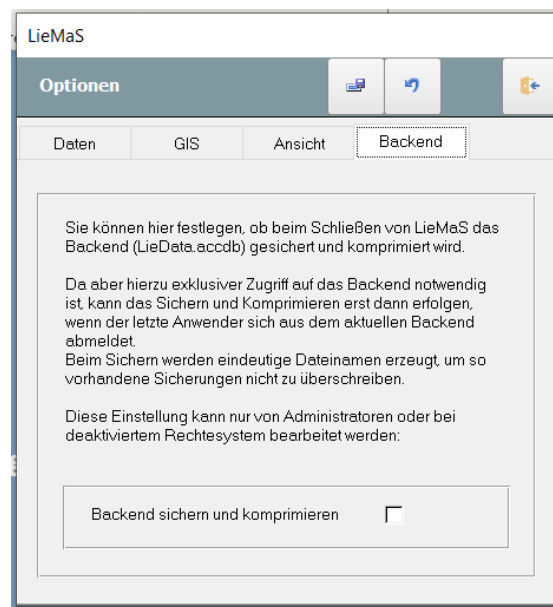 LieMaS
Optionen
Daten GIS Ansicht Backend
Sie können hier festlegen, ob beim Schließen von LieMaS das
Backend (LieData.accdb) gesichert und komprimiert wird.
Da aber hierzu exklusiver Zugriff auf das Backend notwendig
ist, kann das Sichern und Komprimieren erst dann erfolgen,
wenn der letzte Anwender sich aus dem aktuellen Backend
abmeldet.
Beim Sichern werden eindeutige Dateinamen erzeugt, um so
vorhandene Sicherungen nicht zu überschreiben.
Diese Einstellung kann nur von Administratoren oder bei
deaktiviertem Rechtesystem bearbeitet werden:
Backend sichern und komprimieren